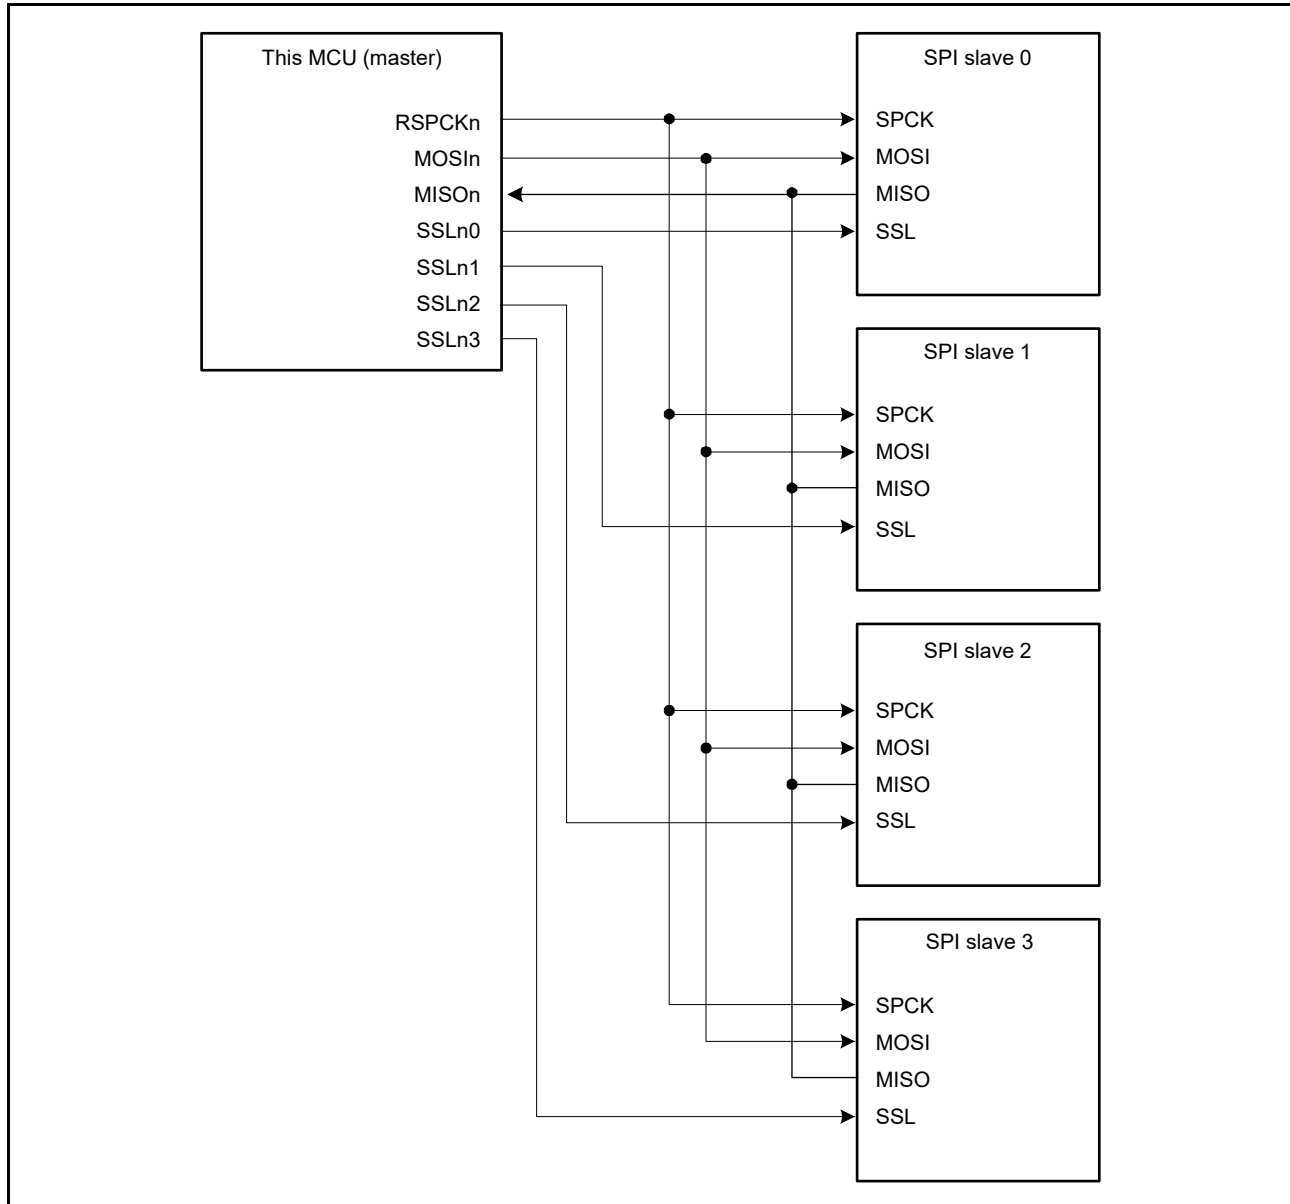 This MCU (master)
RSPCKn
MOSIn
MISOn
SSLn0
SSLn1
SSLn2
SSLn3
SPI slave 0
SPCK
MOSI
MISO
SSL
SPI slave 1
SPCK
MOSI
MISO
SSL
SPI slave 2
SPCK
MOSI
MISO
SSL
SPI slave 3
SPCK
MOSI
MISO
SSL